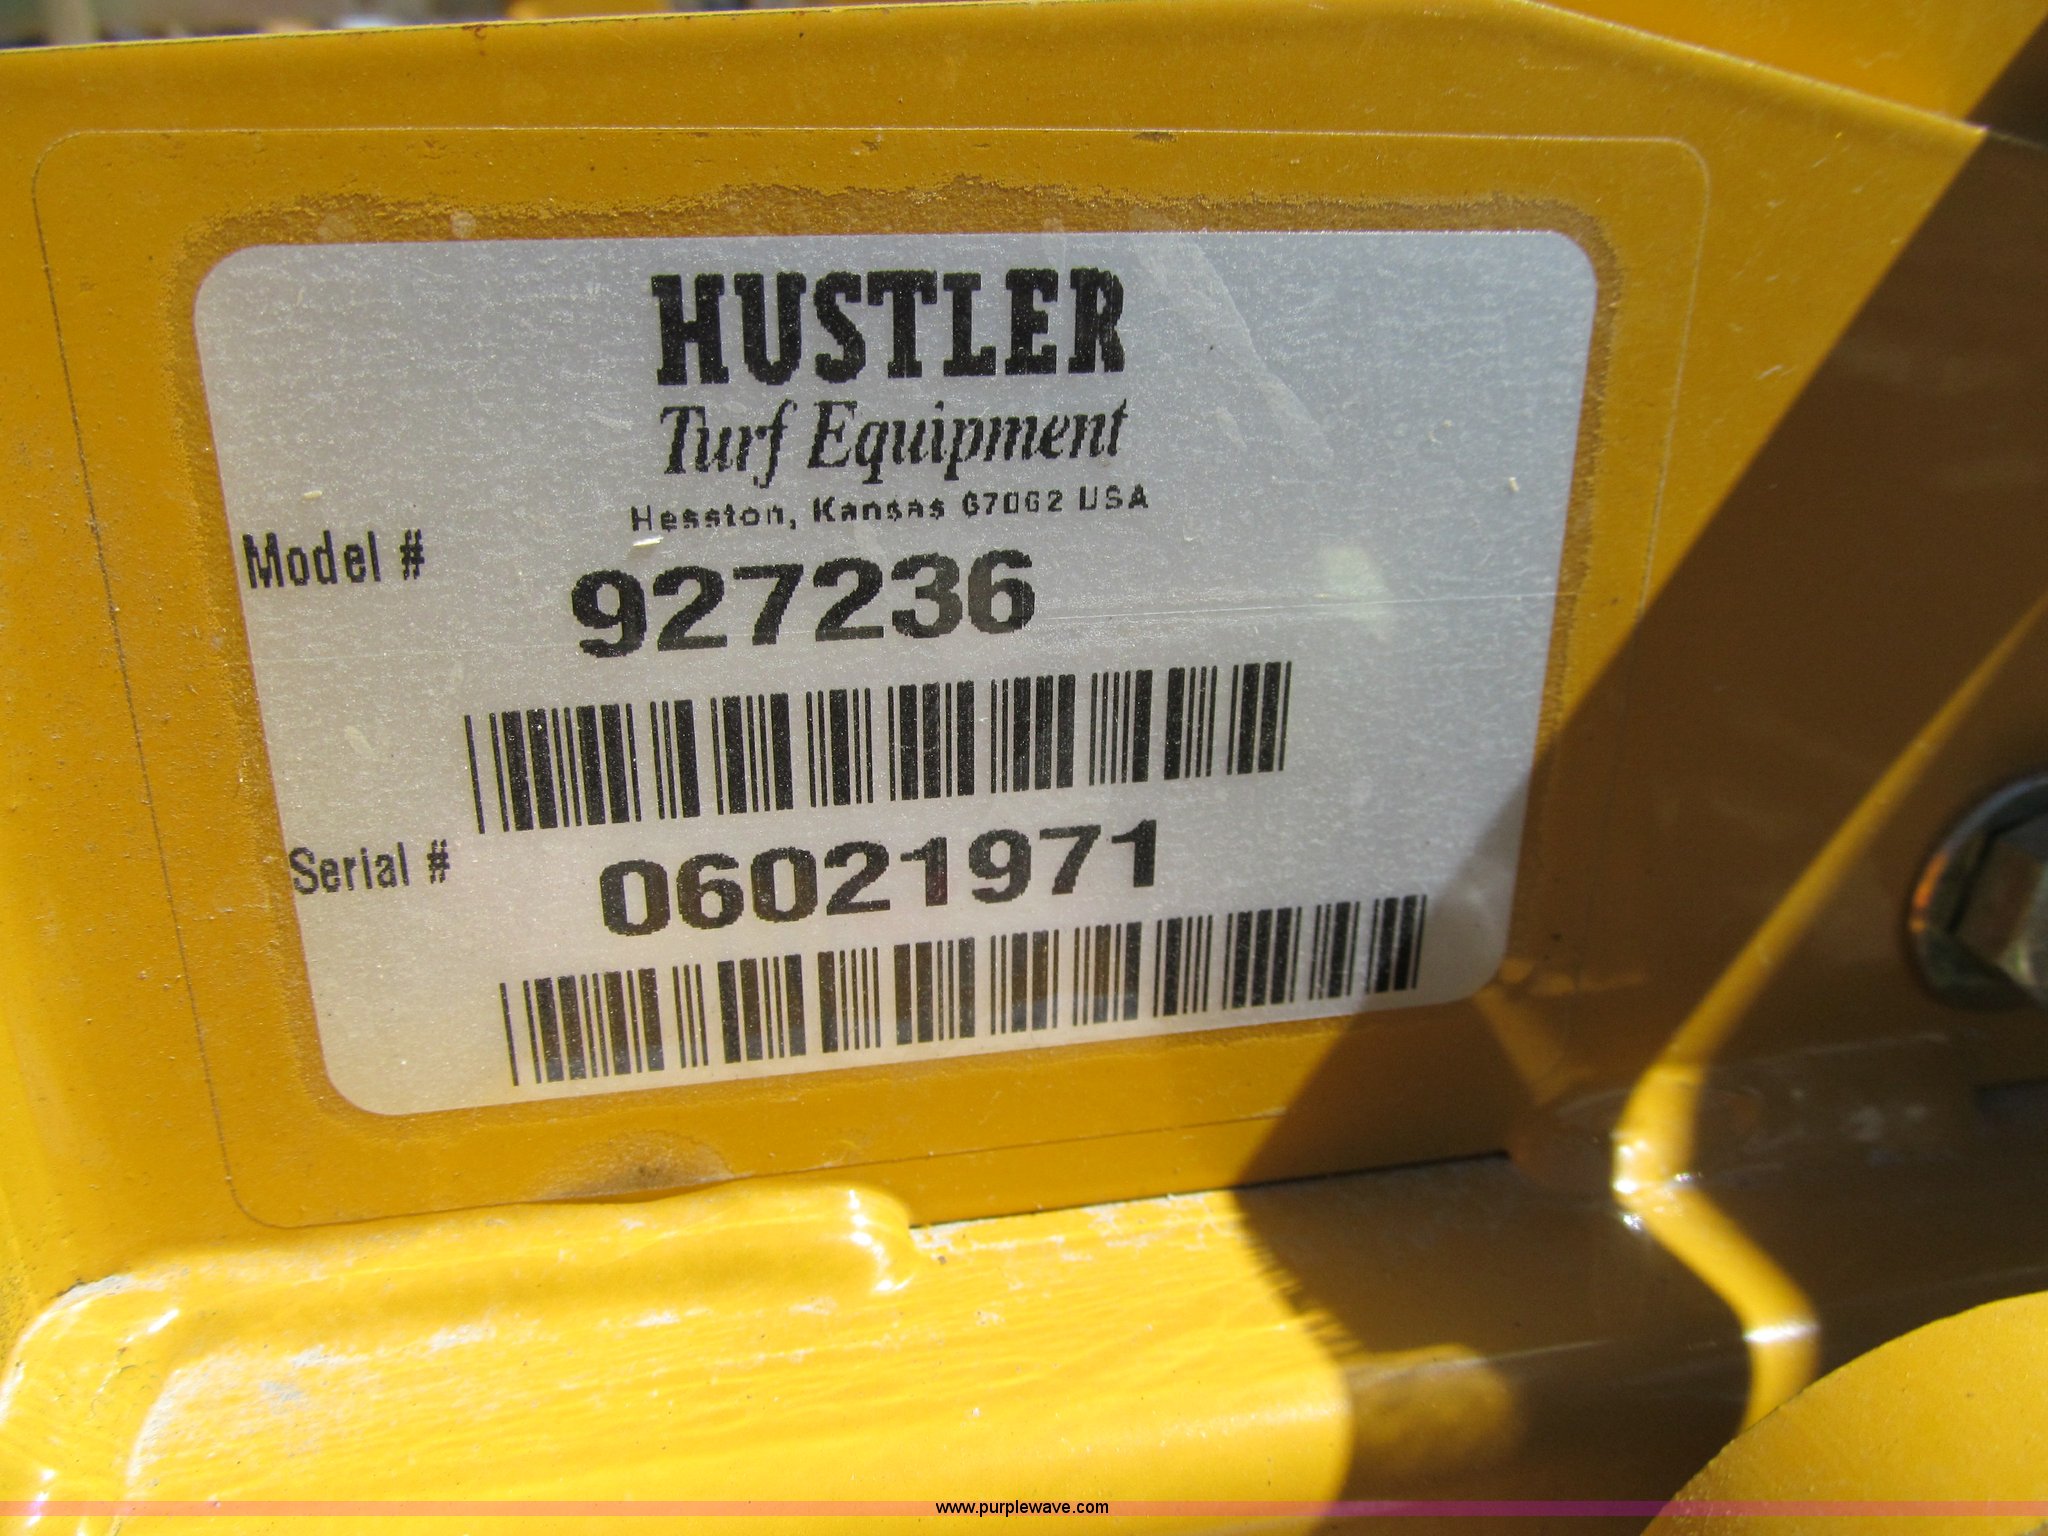 HUSTLER
Turf Equipment
Hesston, Kansas 67062 USA
Model #
927236
Serial #
06021971
www.purplewave.com